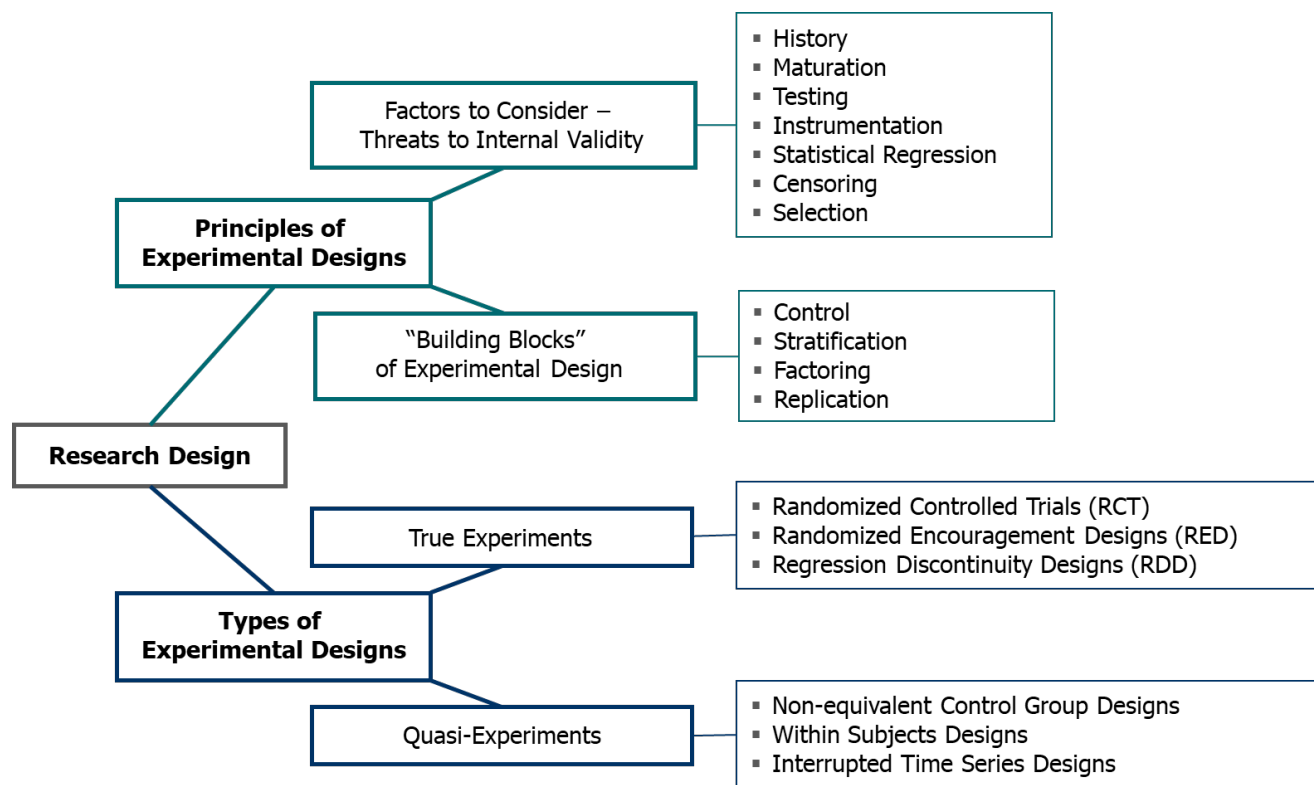 Research Design
Principles of
Experimental Designs
Factors to Consider –
Threats to Internal Validity
▪ History
▪ Maturation
▪ Testing
▪ Instrumentation
▪ Statistical Regression
▪ Censoring
▪ Selection
“Building Blocks”
of Experimental Design
▪ Control
▪ Stratification
▪ Factoring
▪ Replication
Types of
Experimental Designs
True Experiments
▪ Randomized Controlled Trials (RCT)
▪ Randomized Encouragement Designs (RED)
▪ Regression Discontinuity Designs (RDD)
Quasi-Experiments
▪ Non-equivalent Control Group Designs
▪ Within Subjects Designs
▪ Interrupted Time Series Designs